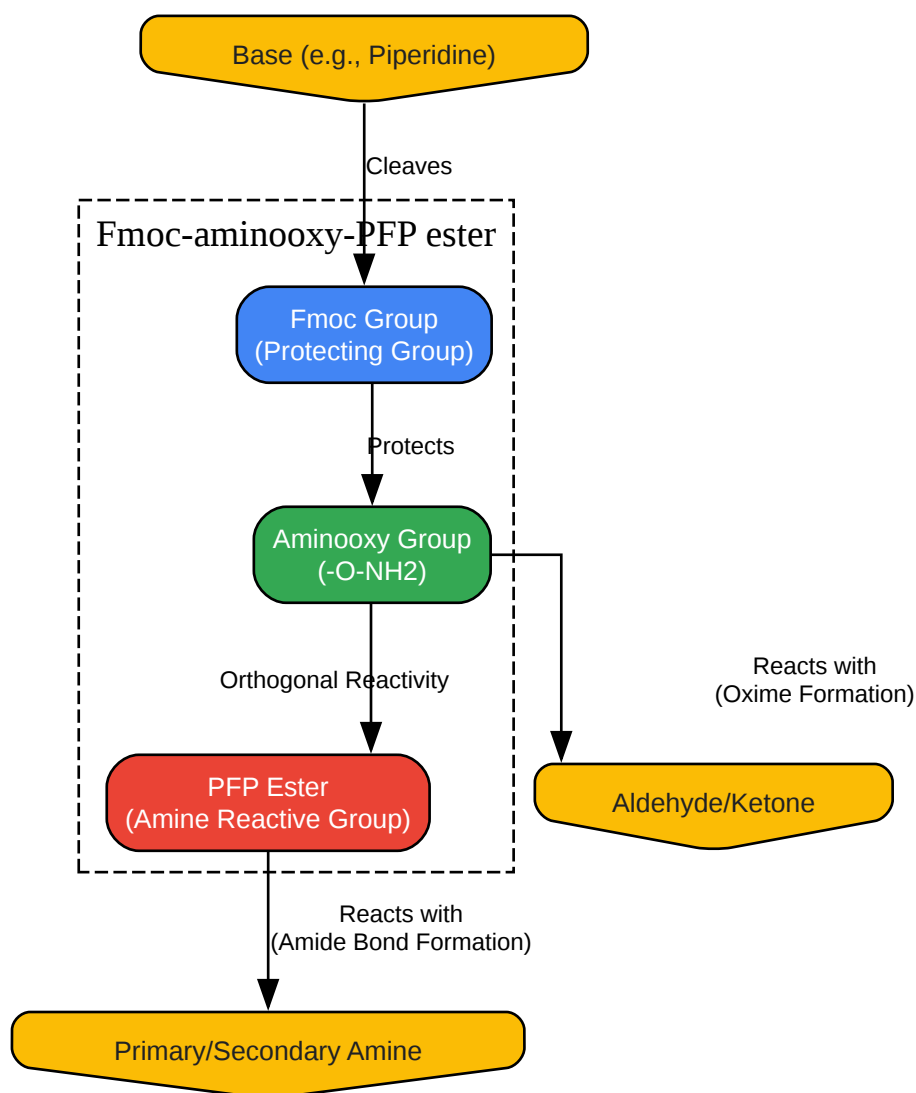 Base (e.g., Piperidine)
Cleaves
Fmoc-aminooxy-PFP ester
Fmoc Group
(Protecting Group)
Protects
Aminooxy Group
(-O-NH2)
Orthogonal Reactivity
Reacts with
(Oxime Formation)
PFP Ester
(Amine Reactive Group)
Aldehyde/Ketone
Reacts with
(Amide Bond Formation)
Primary/Secondary Amine